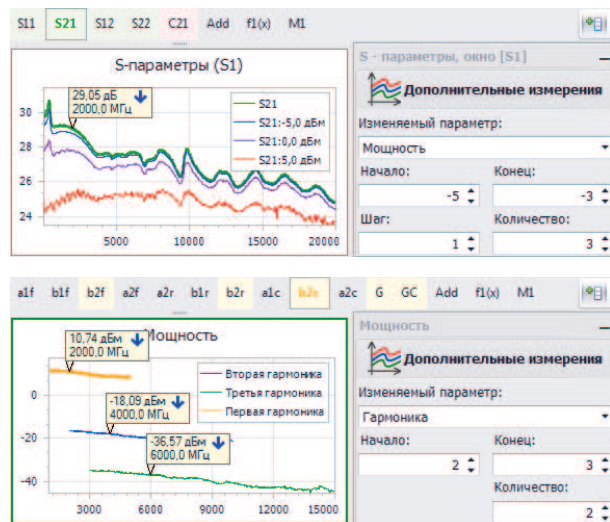 S11 S21 S12 S22 C21 Add f1(x) M1
S-параметры (S1)
29,05 дБ
2000,0 МГц
S21
S21:-5,0 дБм
S21:0,0 дБм
S21:5,0 дБм
30
28
26
24
5000 10000 15000 20000
S - параметры, окно [S1]
Дополнительные измерения
Изменяемый параметр:
Мощность
Начало: Конец:
-5 -3
Шаг: Количество:
1 3
a1f b1f b2f a2f a2r b1r b2r a1c b2c a2c G GC Add f1(x) M1
Мощность
10,74 дБм
2000,0 МГц
-18,09 дБм
4000,0 МГц
-36,57 дБм
6000,0 МГц
Вторая гармоника
Третья гармоника
Первая гармоника
0
-20
-40
3000 6000 9000 12000 15000
Мощность
Дополнительные измерения
Изменяемый параметр:
Гармоника
Начало: Конец:
2 3
Количество:
2